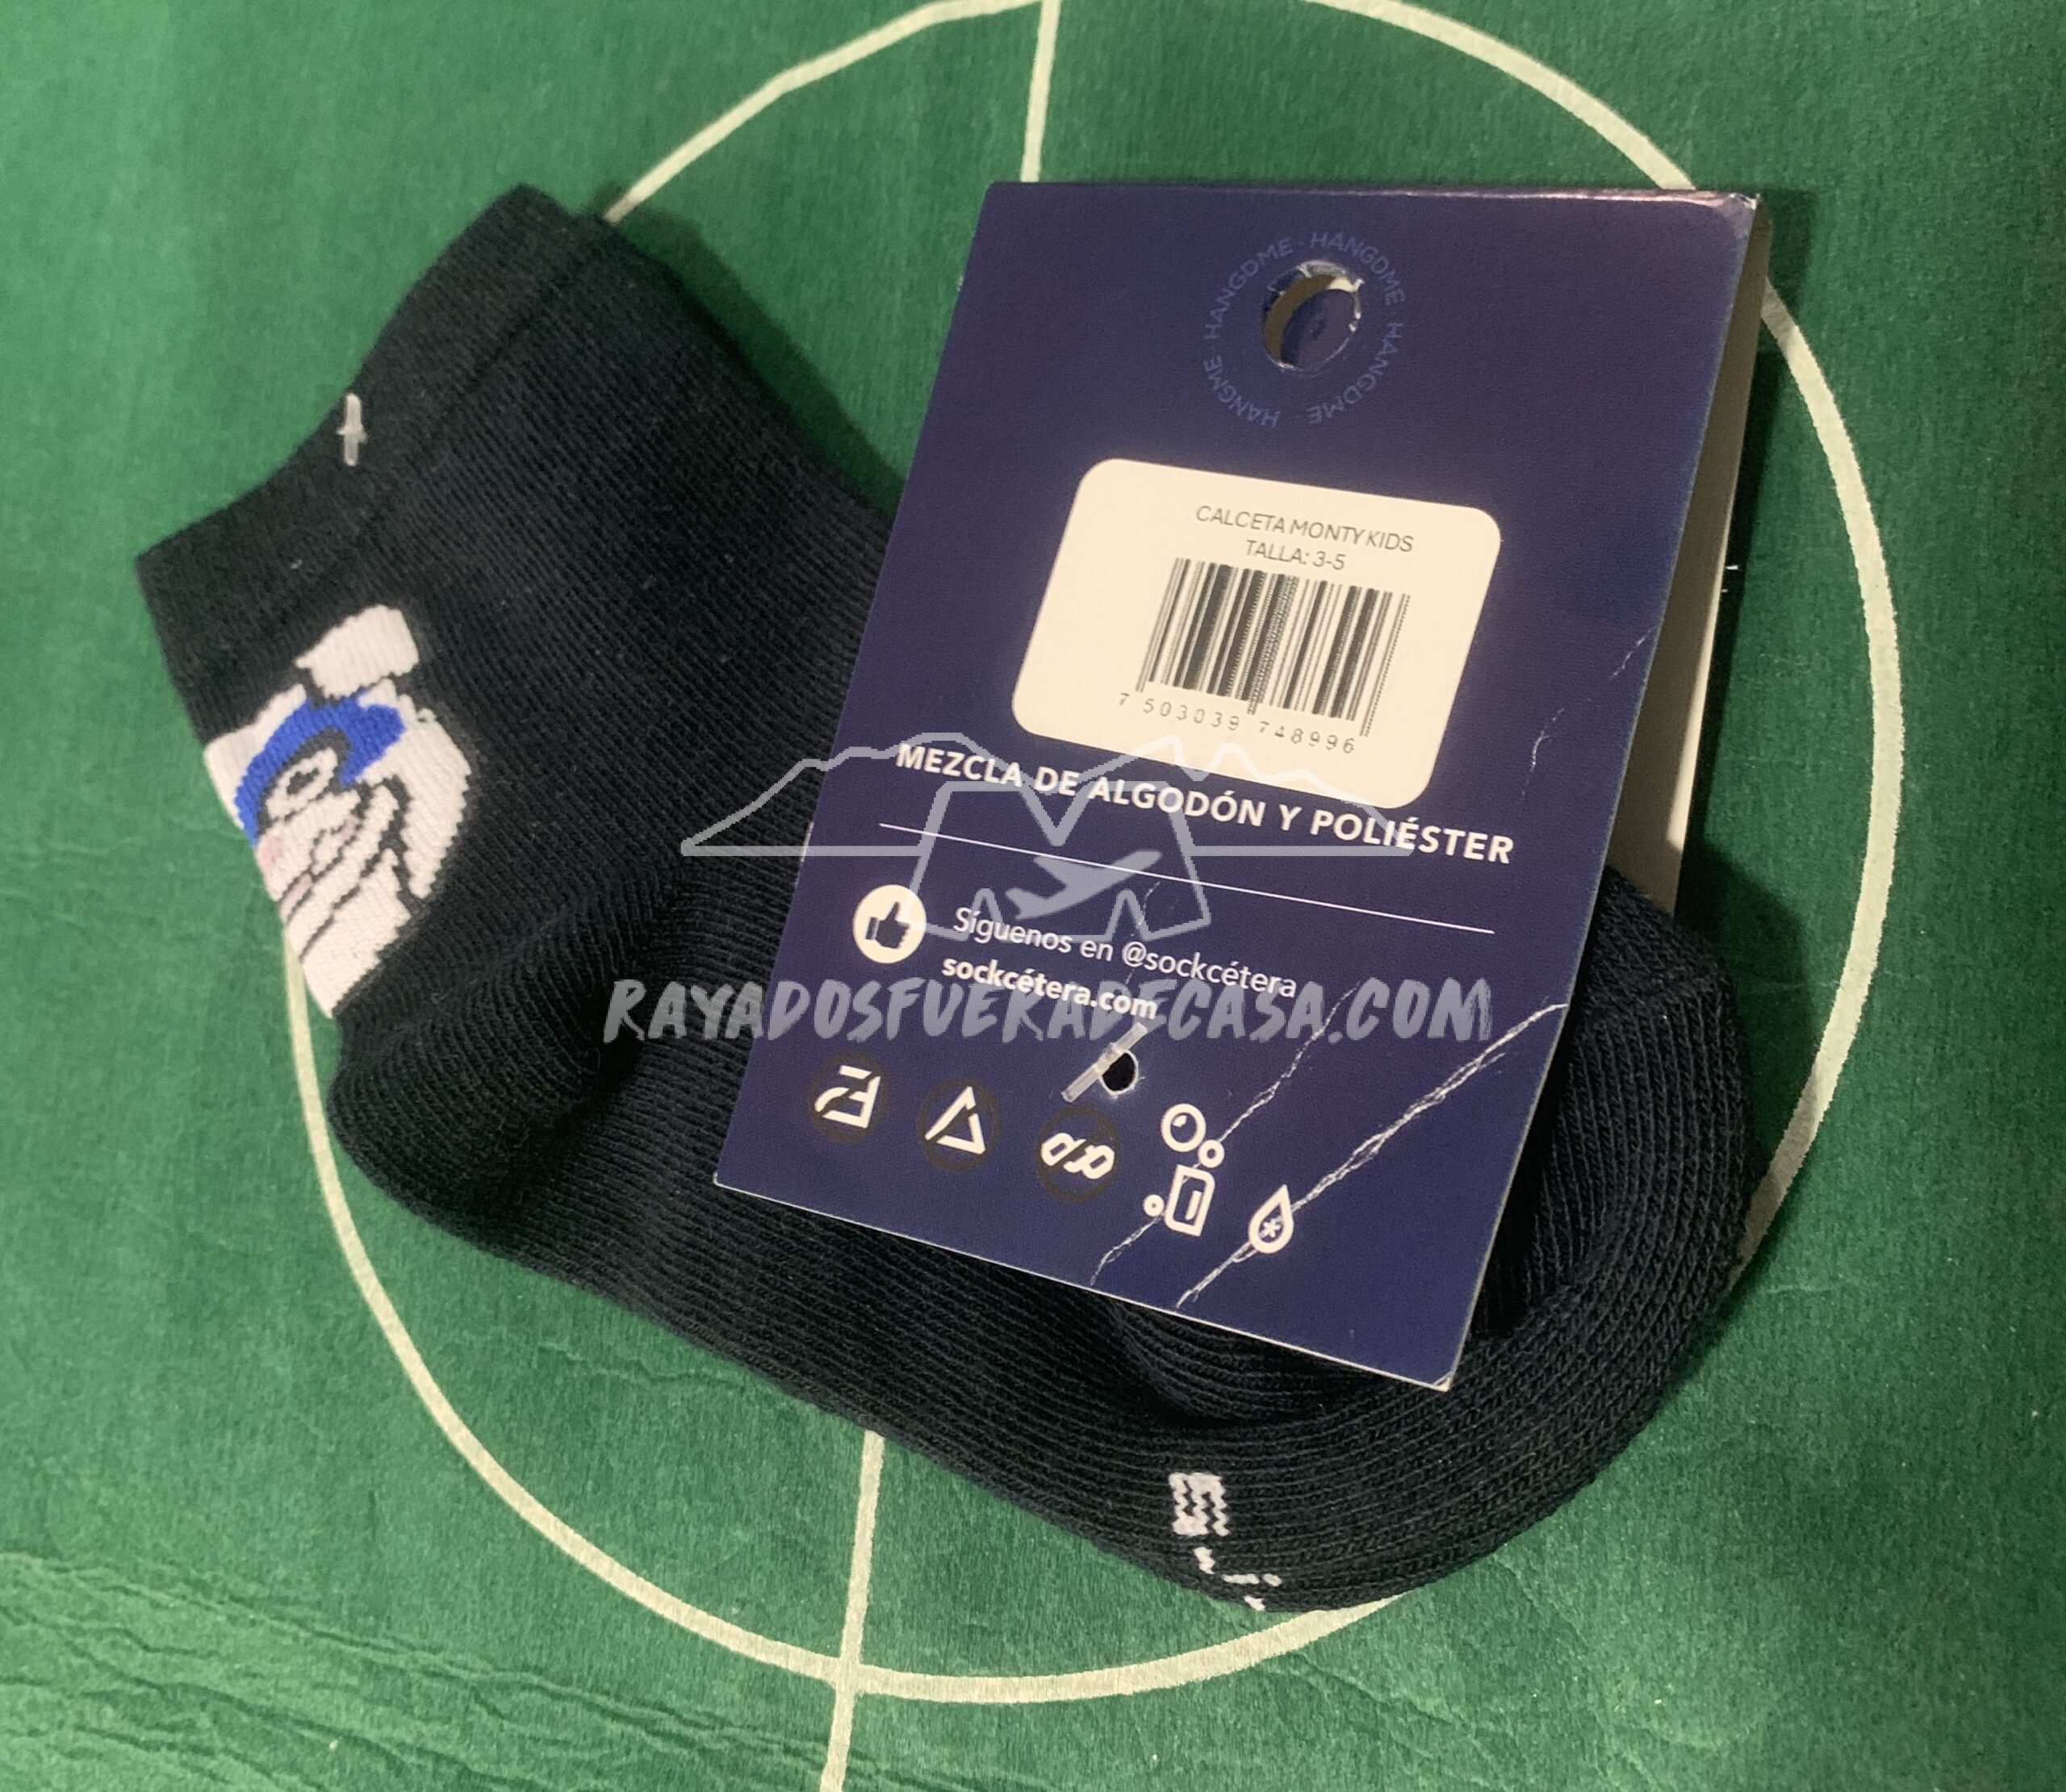 HANGDME · HANGDME · HANGDME · HANGME · HANGDME ·
CALCETA MONTY KIDS
TALLA: 3-5
7 503039 748996
MEZCLA DE ALGODÓN Y POLIÉSTER
Síguenos en @sockcétera
sockcétera.com
RAYADOSFUERADECASA.COM